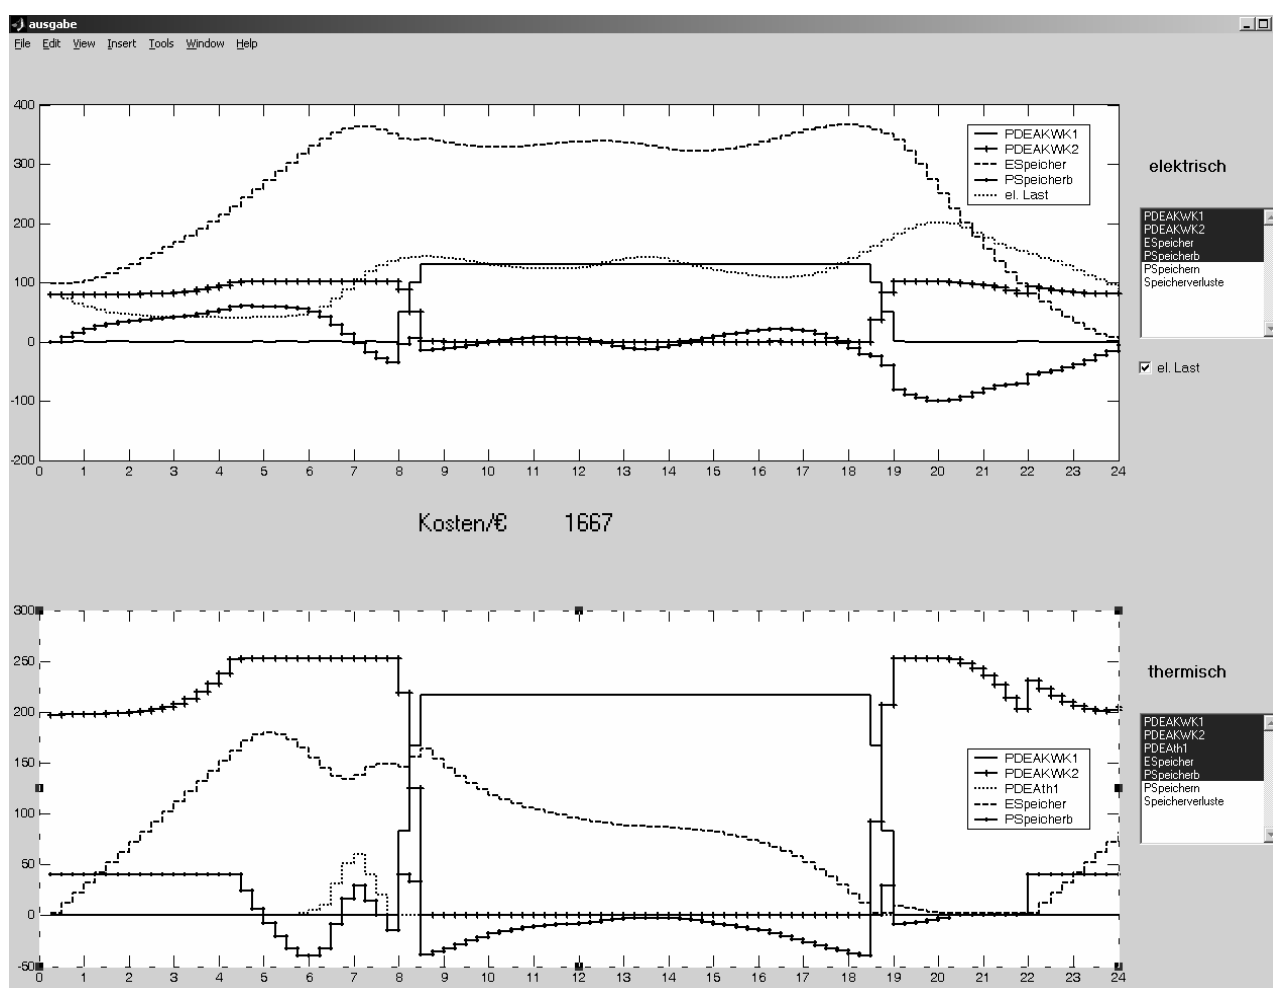 ausgabe
File Edit View Insert Tools Window Help
400
300
200
100
0
-100
-200
0 1 2 3 4 5 6 7 8 9 10 11 12 13 14 15 16 17 18 19 20 21 22 23 24
PDEAKWK1
PDEAKWK2
ESpeicher
PSpeicherb
el. Last
elektrisch
PDEAKWK1
PDEAKWK2
ESpeicher
PSpeicherb
PSpeichern
Speicherverluste
el. Last
Kosten/€ 1667
300
250
200
150
100
50
0
-50
0 1 2 3 4 5 6 7 8 9 10 11 12 13 14 15 16 17 18 19 20 21 22 23 24
PDEAKWK1
PDEAKWK2
PDEAth1
ESpeicher
PSpeicherb
thermisch
PDEAKWK1
PDEAKWK2
PDEAth1
ESpeicher
PSpeicherb
PSpeichern
Speicherverluste